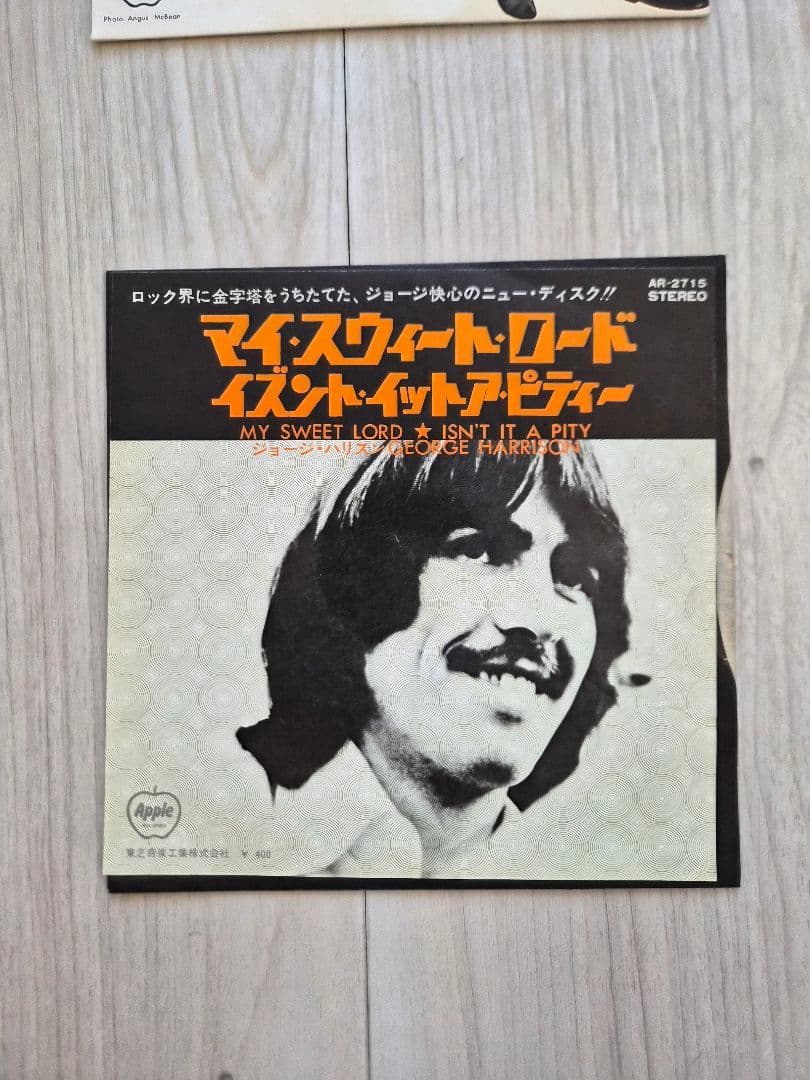 Photo Angus McBean
ロック界に金字塔をうちたてた、ジョージ快心のニュー・ディスク!!
AR-2715
STEREO
マイ・スウィート・ロード
イズント・イット・ア・ピティー
MY SWEET LORD ★ ISN'T IT A PITY
ジョージ・ハリスン GEORGE HARRISON
Apple
RECORDS
東芝音楽工業株式会社 ¥ 400